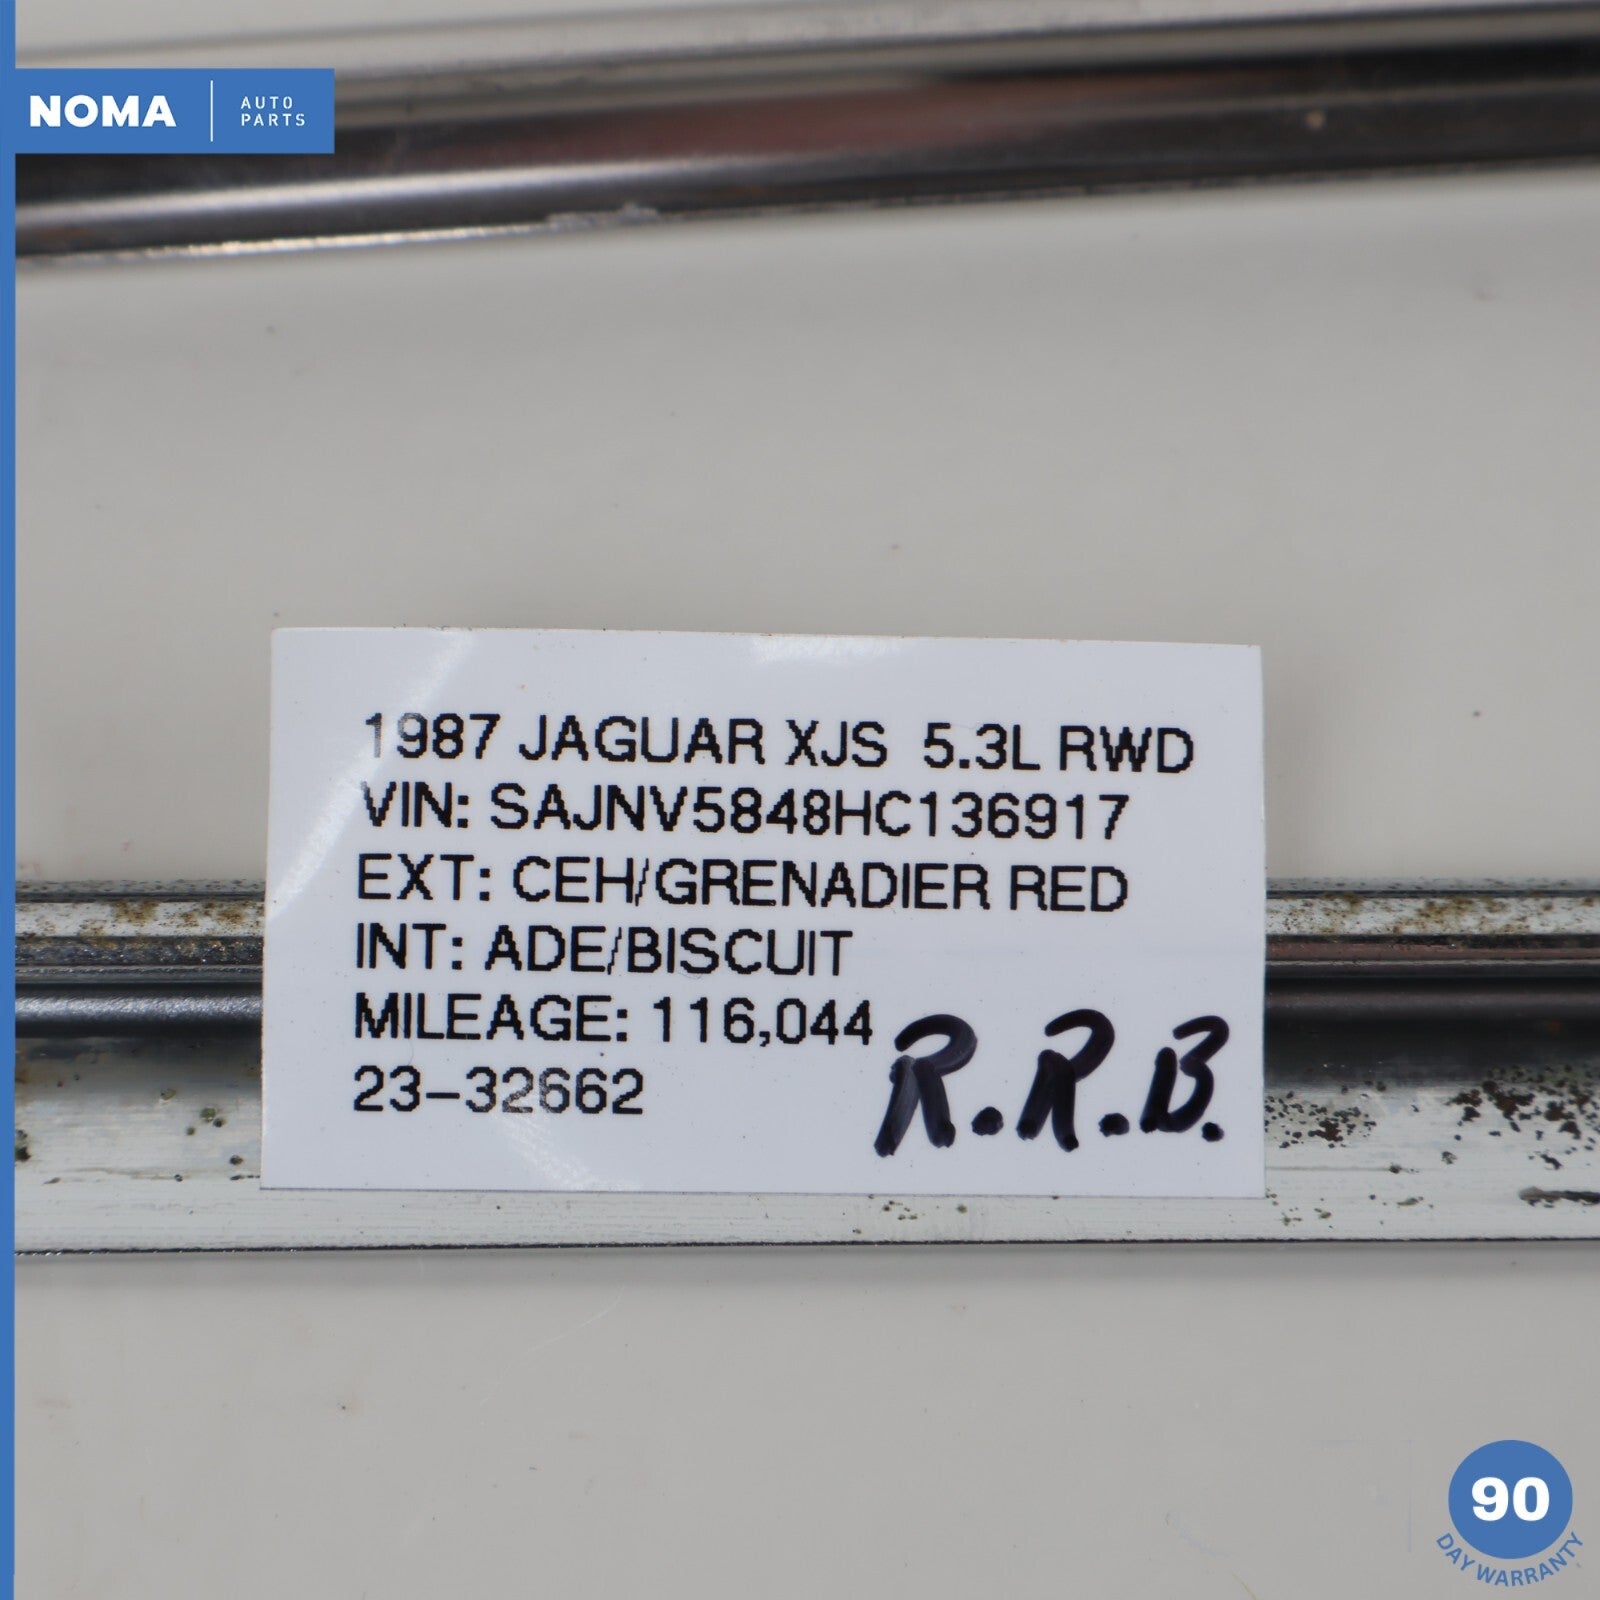 NOMA
AUTO
PARTS
1987 JAGUAR XJS 5.3L RWD
VIN: SAJNV5848HC136917
EXT: CEH/GRENADIER RED
INT: ADE/BISCUIT
MILEAGE: 116,044
23-32662
R.R.B.
90
DAY WARRANTY